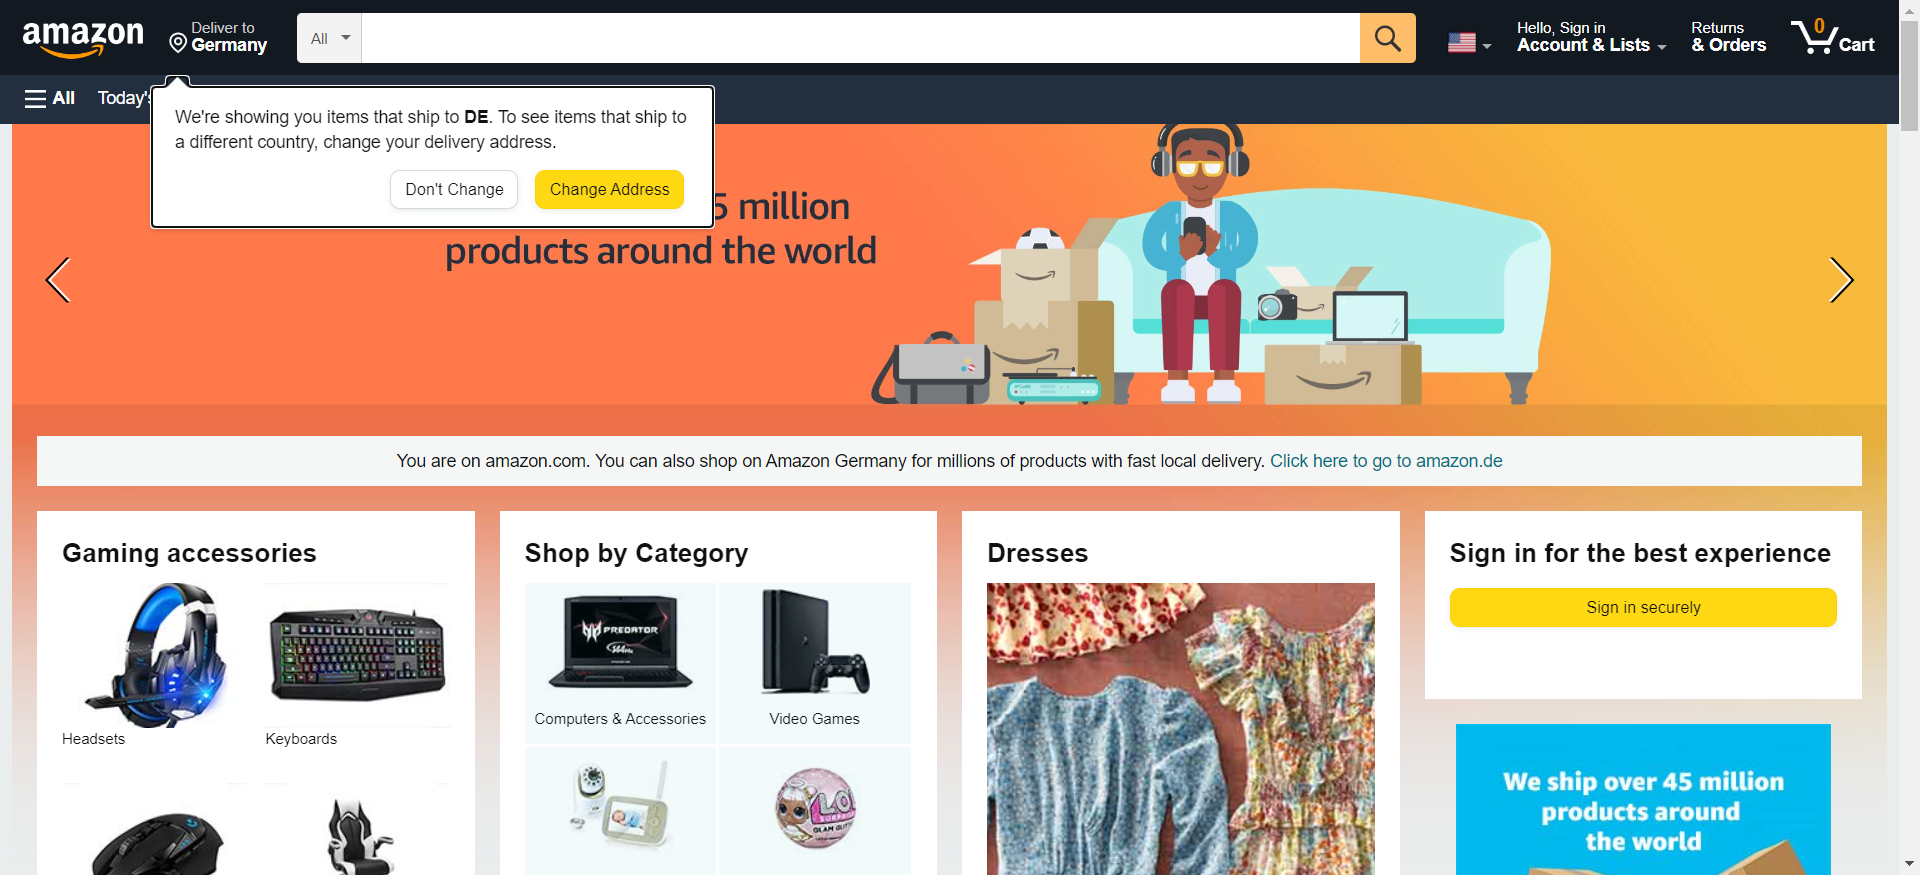 amazon
Deliver to
Germany
All
Hello, Sign in
Account & Lists
Returns
& Orders
0
Cart
All
Today's
We're showing you items that ship to DE. To see items that ship to
a different country, change your delivery address.
Don't Change
Change Address
5 million
products around the world
You are on amazon.com. You can also shop on Amazon Germany for millions of products with fast local delivery. Click here to go to amazon.de
Gaming accessories
Headsets
Keyboards
Shop by Category
PREDATOR
144Hz
Computers & Accessories
Video Games
L.O.L.
SURPRISE
GLAM GLITTER
Dresses
Sign in for the best experience
Sign in securely
We ship over 45 million
products around
the world